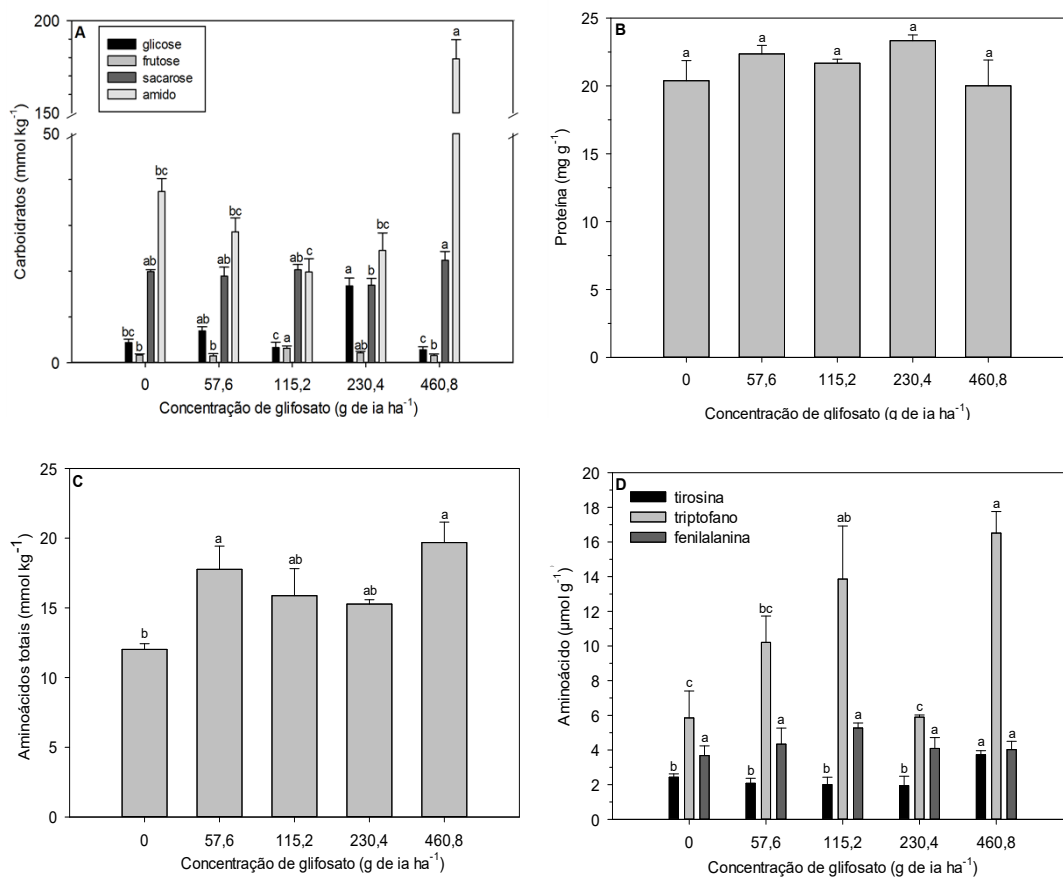 A
glicose
frutose
sacarose
amido
200
150
50
0
Carboidratos (mmol kg⁻¹)
bc b ab bc
ab b ab bc
c a ab c
a ab b bc
c b a a
0 57,6 115,2 230,4 460,8
Concentração de glifosato (g de ia ha⁻¹)
B
25
20
15
10
5
0
Proteína (mg g⁻¹)
a a a a a
0 57,6 115,2 230,4 460,8
Concentração de glifosato (g de ia ha⁻¹)
C
25
20
15
10
5
0
Aminoácidos totais (mmol kg⁻¹)
b a ab ab a
0 57,6 115,2 230,4 460,8
Concentração de glifosato (g de ia ha⁻¹)
D
tirosina
triptofano
fenilalanina
20
18
16
14
12
10
8
6
4
2
0
Aminoácido (μmol g⁻¹)
b c a
b bc a
b ab a
b c a
a a a
0 57,6 115,2 230,4 460,8
Concentração de glifosato (g de ia ha⁻¹)